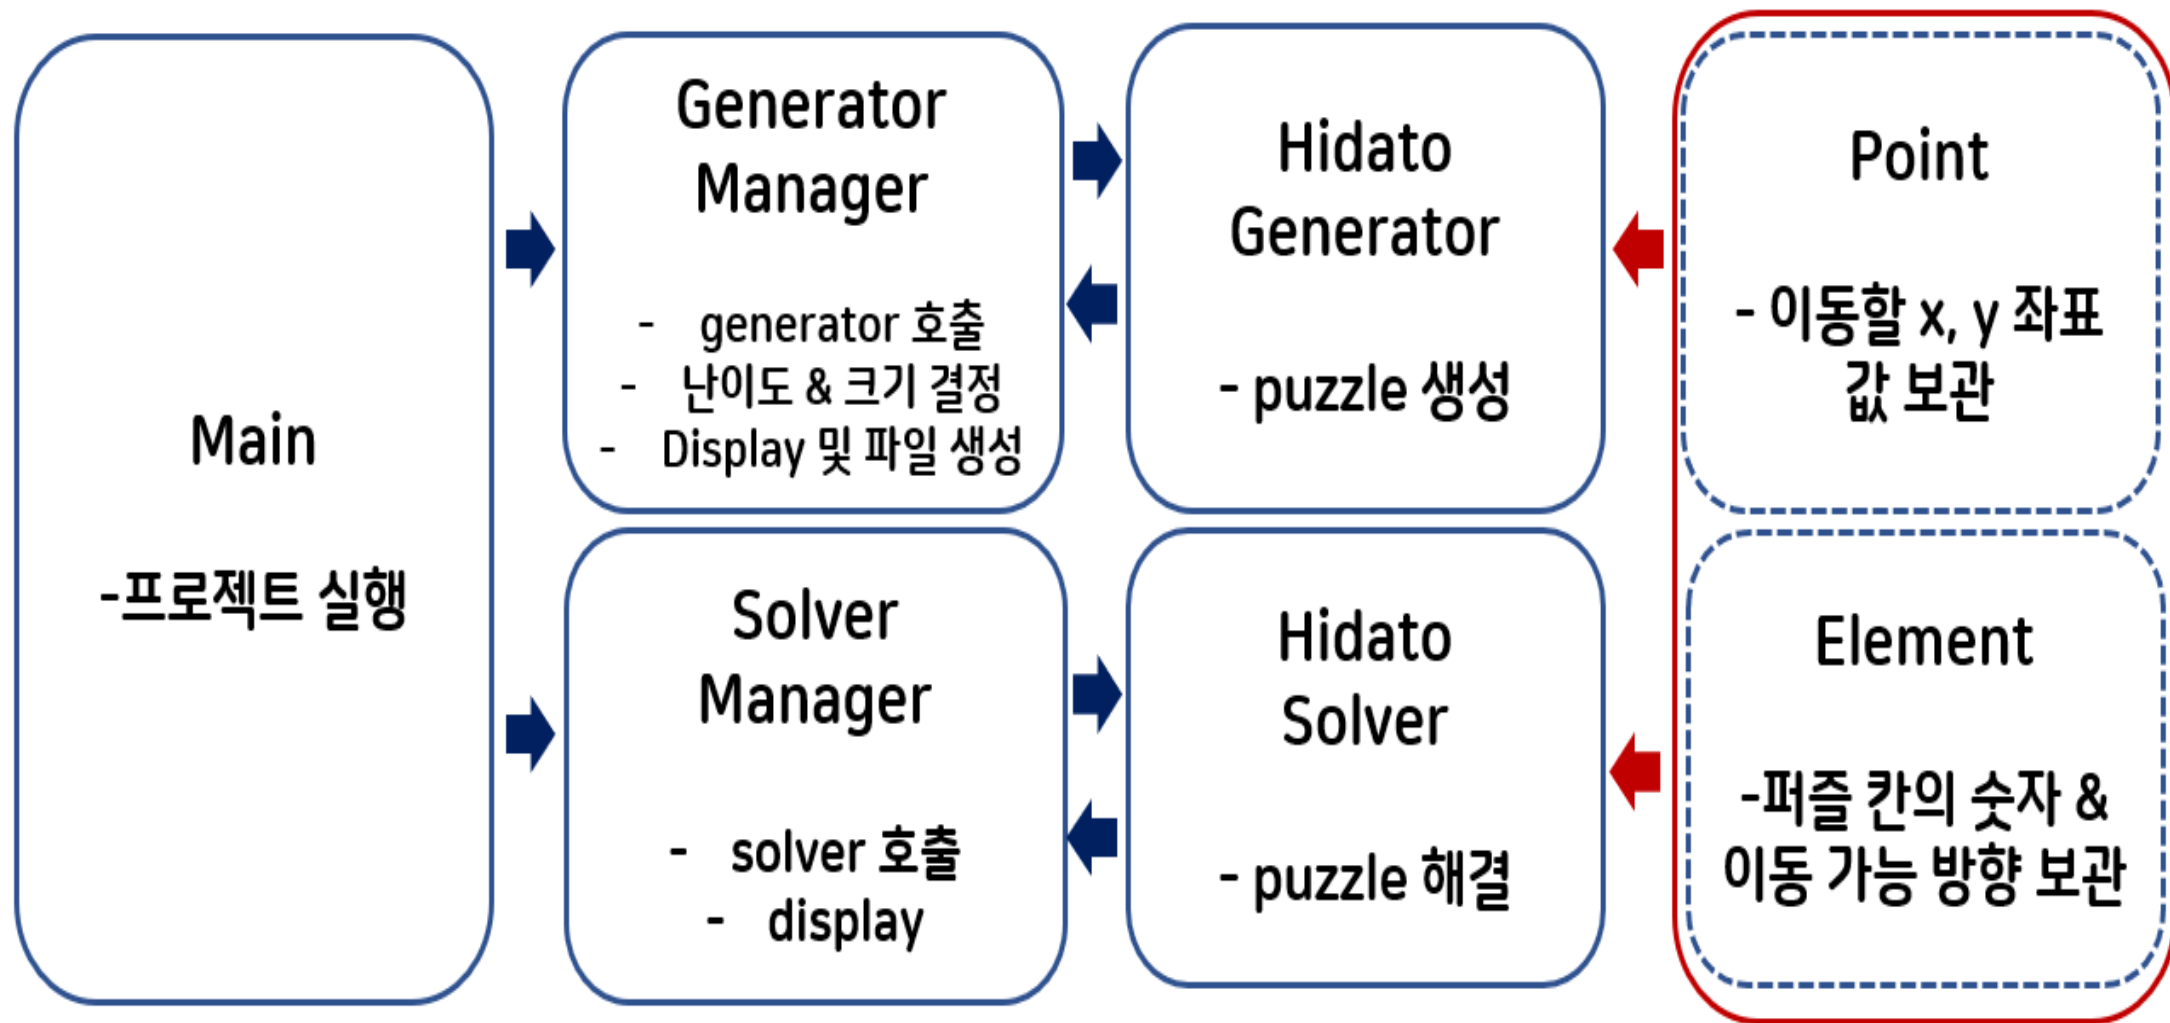 Main
-프로젝트 실행
Generator
Manager
- generator 호출
- 난이도 & 크기 결정
- Display 및 파일 생성
Hidato
Generator
- puzzle 생성
Point
- 이동할 x, y 좌표
값 보관
Solver
Manager
- solver 호출
- display
Hidato
Solver
- puzzle 해결
Element
-퍼즐 칸의 숫자 &
이동 가능 방향 보관